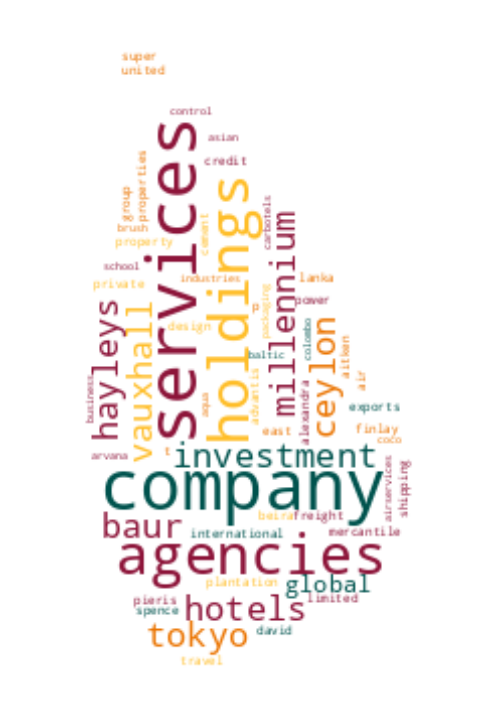 super
united
control
services
asian
credit
properties
group
brush
property
cement
holdings
carbotels
millennium
school
private
industries
lanka
p
power
packaging
hayleys
vauxhall
design
ceylon
colombo
baltic
aitken
air
business
aqua
advantis
alexandra
exports
east
finlay
coco
arvana
t
investment
company
airservices
shipping
baur
beira
freight
international
mercantile
agencies
plantation
global
pieris
spence
hotels
limited
tokyo
david
travel